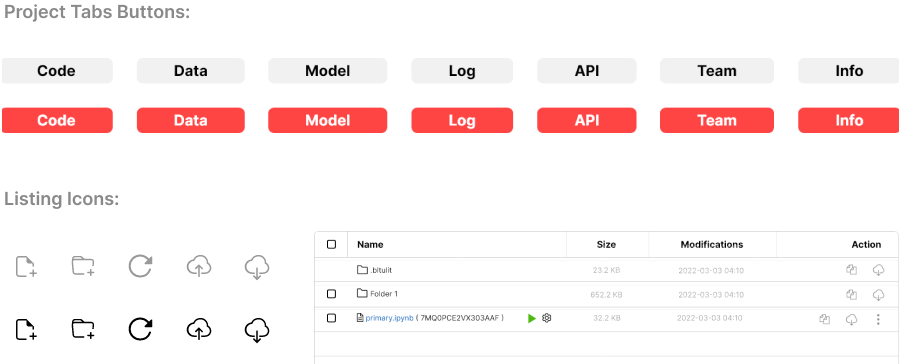 Project Tabs Buttons:
Code Data Model Log API Team Info
Code Data Model Log API Team Info
Listing Icons:
Name Size Modifications Action
.bltulit 23.2 KB 2022-03-03 04:10
Folder 1 652.2 KB 2022-03-03 04:10
primary.ipynb ( 7MQ0PCE2VX303AAF ) 32.2 KB 2022-03-03 04:10